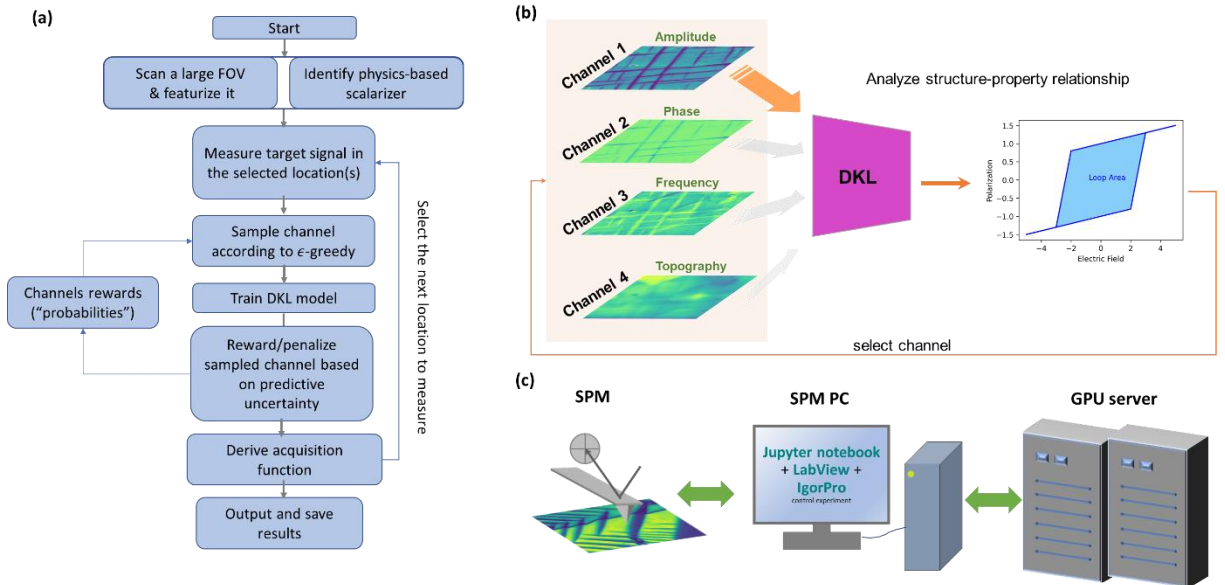 (a)
Start
Scan a large FOV
& featurize it
Identify physics-based
scalarizer
Measure target signal in
the selected location(s)
Sample channel
according to ϵ-greedy
Channels rewards
("probabilities")
Train DKL model
Reward/penalize
sampled channel based
on predictive
uncertainty
Select the next location to measure
Derive acquisition
function
Output and save
results
(b)
Channel 1
Amplitude
Channel 2
Phase
Channel 3
Frequency
Channel 4
Topography
DKL
Analyze structure-property relationship
Polarization
1.5
1.0
0.5
0.0
−0.5
−1.0
−1.5
Loop Area
−4
−2
0
2
4
Electric Field
select channel
(c)
SPM
SPM PC
GPU server
Jupyter notebook
+ LabView +
IgorPro
control experiment